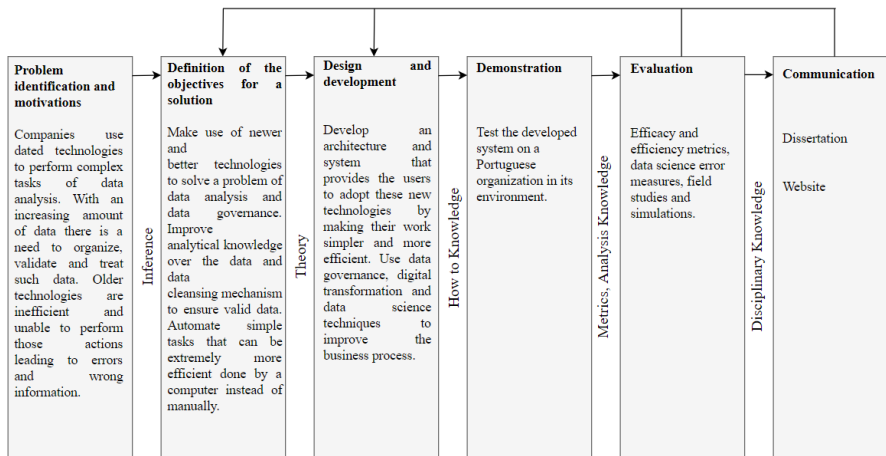 Problem
identification and
motivations
Companies use
dated technologies
to perform complex
tasks of data
analysis. With an
increasing amount
of data there is a
need to organize,
validate and treat
such data. Older
technologies are
inefficient and
unable to perform
those actions
leading to errors
and wrong
information.
Inference
Definition of the
objectives for a
solution
Make use of newer
and
better technologies
to solve a problem of
data analysis and
data governance.
Improve
analytical knowledge
over the data and
data
cleansing mechanism
to ensure valid data.
Automate simple
tasks that can be
extremely more
efficient done by a
computer instead of
manually.
Theory
Design and
development
Develop an
architecture and
system that
provides the users
to adopt these new
technologies by
making their work
simpler and more
efficient. Use data
governance, digital
transformation and
data science
techniques to
improve the
business process.
How to Knowledge
Demonstration
Test the developed
system on a
Portuguese
organization in its
environment.
Metrics, Analysis Knowledge
Evaluation
Efficacy and
efficiency metrics,
data science error
measures, field
studies and
simulations.
Disciplinary Knowledge
Communication
Dissertation
Website